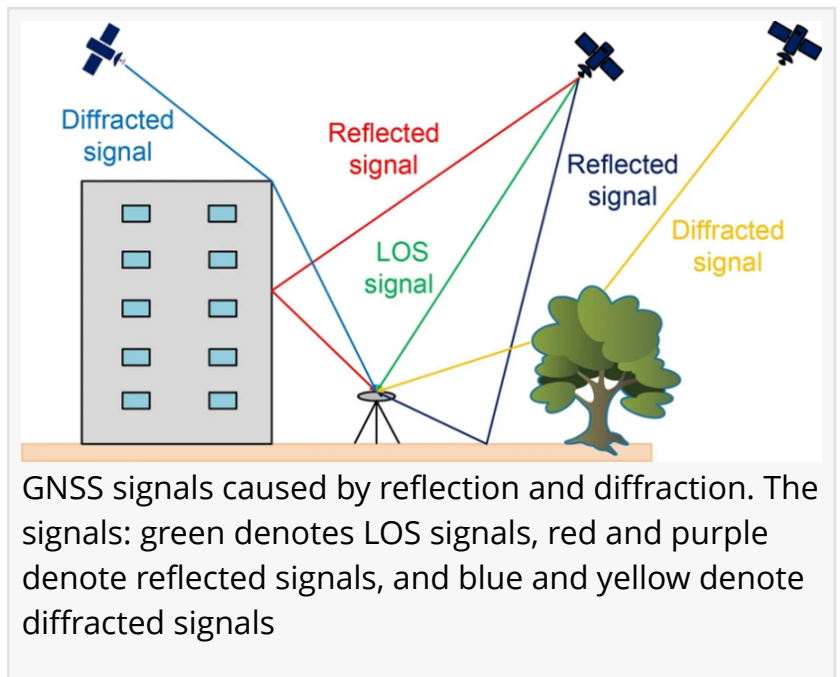 Diffracted
signal
Reflected
signal
Reflected
signal
LOS
signal
Diffracted
signal
GNSS signals caused by reflection and diffraction. The
signals: green denotes LOS signals, red and purple
denote reflected signals, and blue and yellow denote
diffracted signals